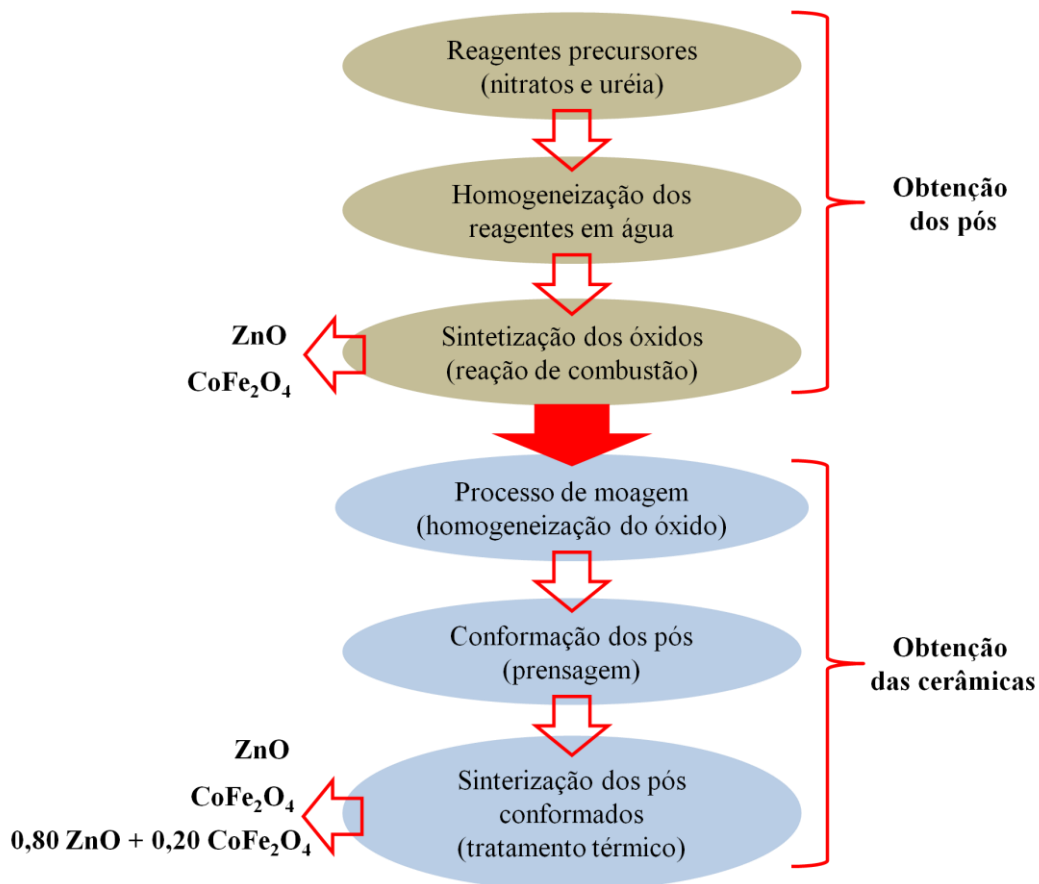 Reagentes precursores
(nitratos e uréia)
Homogeneização dos
reagentes em água
Obtenção
dos pós
Sintetização dos óxidos
(reação de combustão)
ZnO
CoFe₂O₄
Processo de moagem
(homogeneização do óxido)
Conformação dos pós
(prensagem)
Obtenção
das cerâmicas
Sinterização dos pós
conformados
(tratamento térmico)
ZnO
CoFe₂O₄
0,80 ZnO + 0,20 CoFe₂O₄